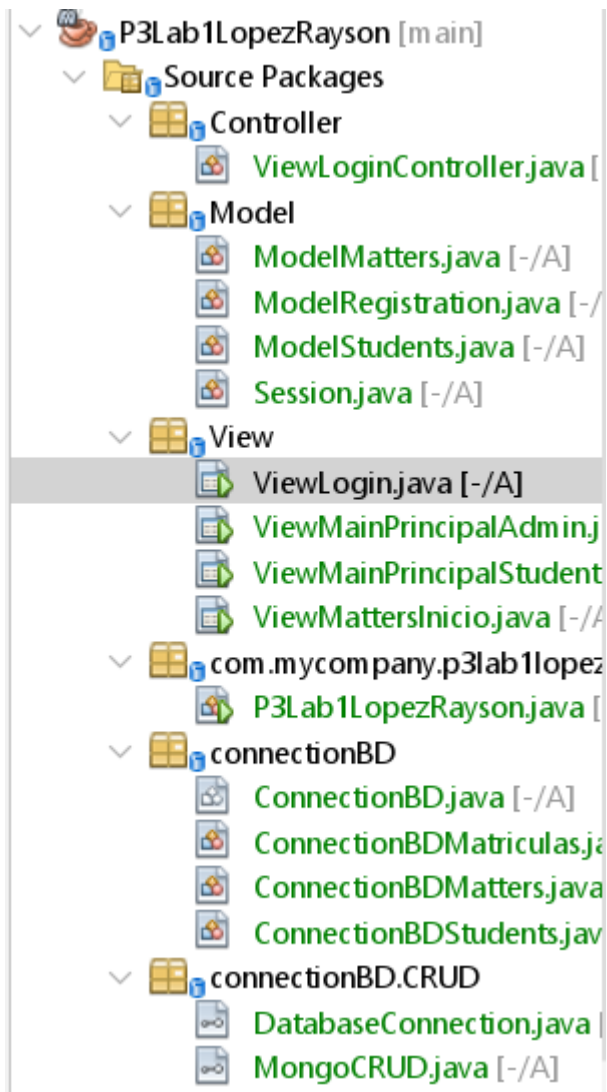 P3Lab1LopezRayson [main]
Source Packages
Controller
ViewLoginController.java [
Model
ModelMatters.java [-/A]
ModelRegistration.java [-/
ModelStudents.java [-/A]
Session.java [-/A]
View
ViewLogin.java [-/A]
ViewMainPrincipalAdmin.j
ViewMainPrincipalStudent
ViewMattersInicio.java [-/A
com.mycompany.p3lab1lopez
P3Lab1LopezRayson.java [
connectionBD
ConnectionBD.java [-/A]
ConnectionBDMatriculas.ja
ConnectionBDMatters.java
ConnectionBDStudents.jav
connectionBD.CRUD
DatabaseConnection.java [
MongoCRUD.java [-/A]